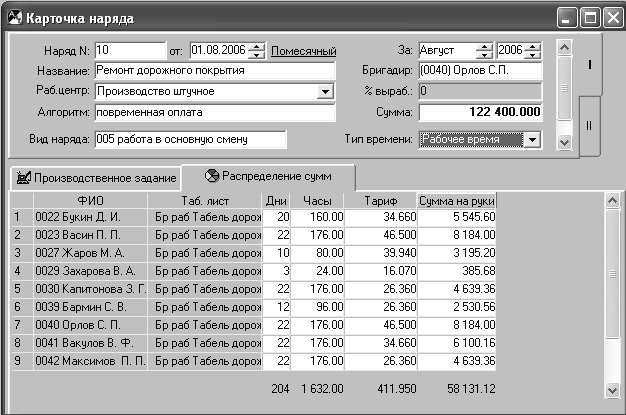 Карточка наряда
Наряд N: 10 от: 01.08.2006 Помесячный За: Август 2006
Название: Ремонт дорожного покрытия Бригадир: (0040) Орлов С.П.
Раб.центр: Производство штучное % выраб.: 0
Алгоритм: повременная оплата Сумма: 122 400.000
Вид наряда: 005 работа в основную смену Тип времени: Рабочее время
I
II
Производственное задание Распределение сумм
ФИО Таб. лист Дни Часы Тариф Сумма на руки
1 0022 Букин Д. И. Бр раб Табель дорож 20 160.00 34.660 5 545.60
2 0023 Васин П. П. Бр раб Табель дорож 22 176.00 46.500 8 184.00
3 0027 Жаров М. А. Бр раб Табель дорож 10 80.00 39.940 3 195.20
4 0029 Захарова В. А. Бр раб Табель дорож 3 24.00 16.070 385.68
5 0030 Капитонова З. Г. Бр раб Табель дорож 22 176.00 26.360 4 639.36
6 0039 Бармин С. В. Бр раб Табель дорож 12 96.00 26.360 2 530.56
7 0040 Орлов С. П. Бр раб Табель дорож 22 176.00 46.500 8 184.00
8 0041 Вакулов В. Ф. Бр раб Табель дорож 22 176.00 34.660 6 100.16
9 0042 Максимов П. П. Бр раб Табель дорож 22 176.00 26.360 4 639.36
204 1 632.00 411.950 58 131.12